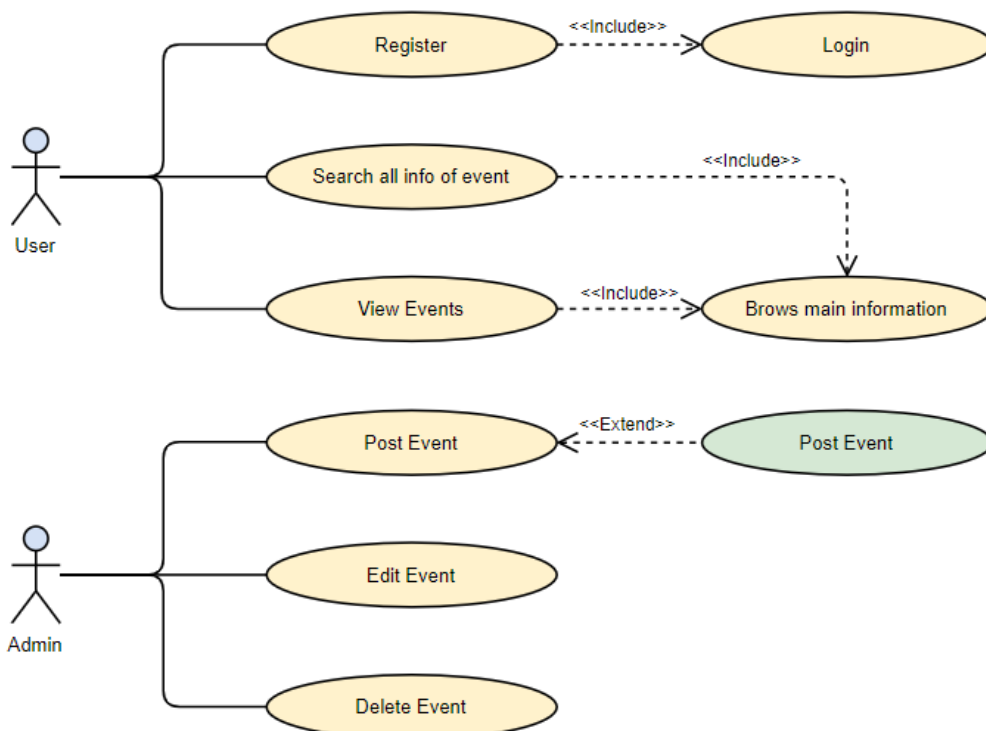 Register
<<Include>>
Login
Search all info of event
<<Include>>
User
View Events
<<Include>>
Brows main information
Post Event
<<Extend>>
Post Event
Edit Event
Admin
Delete Event